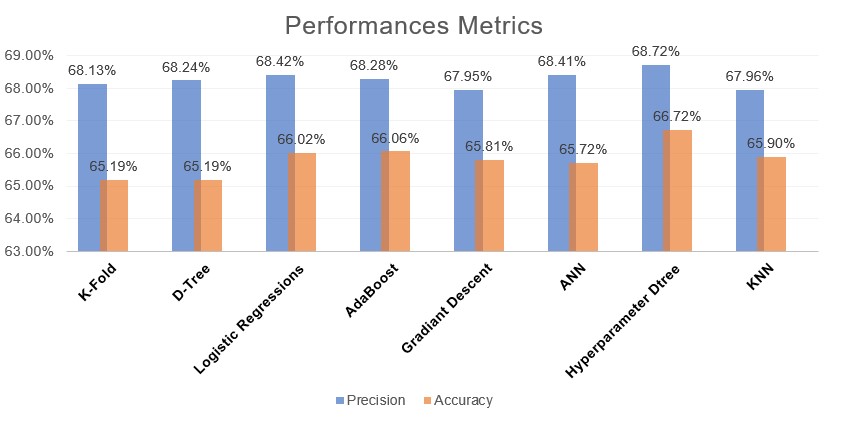 Performances Metrics
69.00%
68.00%
67.00%
66.00%
65.00%
64.00%
63.00%
68.13%
65.19%
68.24%
65.19%
68.42%
66.02%
68.28%
66.06%
67.95%
65.81%
68.41%
65.72%
68.72%
66.72%
67.96%
65.90%
K-Fold
D-Tree
Logistic Regressions
AdaBoost
Gradiant Descent
ANN
Hyperparameter Dtree
KNN
Precision
Accuracy